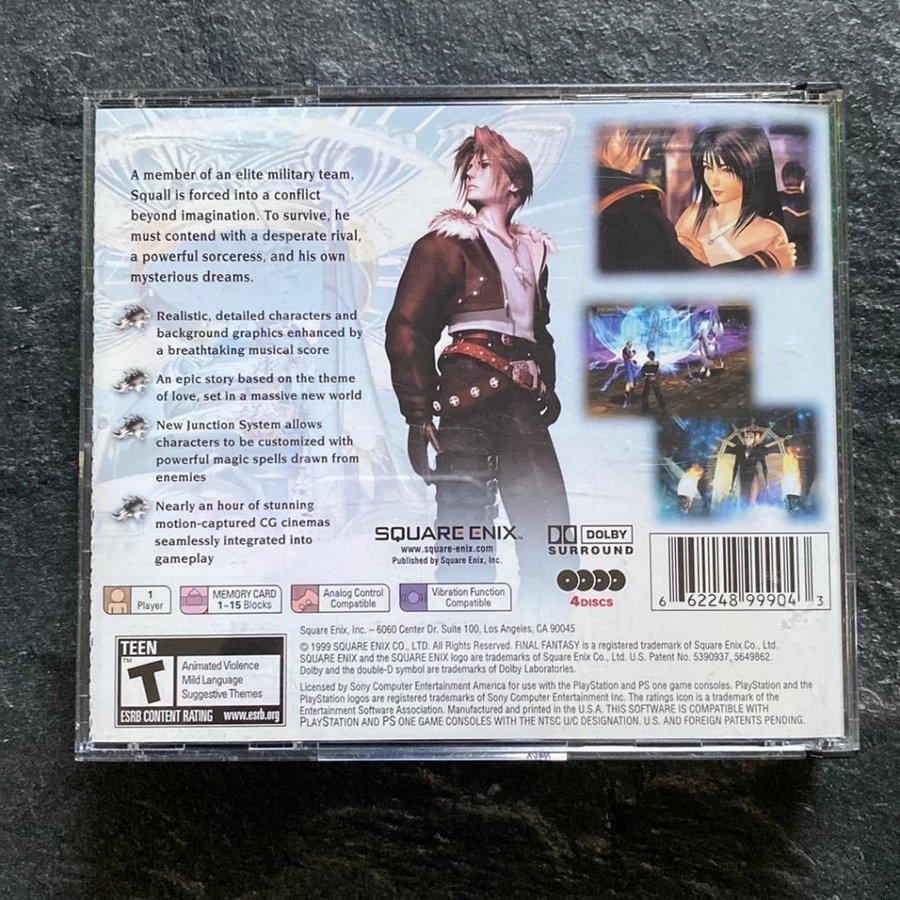 A member of an elite military team,
Squall is forced into a conflict
beyond imagination. To survive, he
must contend with a desperate rival,
a powerful sorceress, and his own
mysterious dreams.
Realistic, detailed characters and
background graphics enhanced by
a breathtaking musical score
An epic story based on the theme
of love, set in a massive new world
New Junction System allows
characters to be customized with
powerful magic spells drawn from
enemies
Nearly an hour of stunning
motion-captured CG cinemas
seamlessly integrated into
gameplay
SQUARE ENIX™
www.square-enix.com
Published by Square Enix, Inc.
DOLBY
SURROUND
4 DISCS
6 62248 99904 3
1
Player
MEMORY CARD
1~15 Blocks
Analog Control
Compatible
Vibration Function
Compatible
TEEN
T™
Animated Violence
Mild Language
Suggestive Themes
ESRB CONTENT RATING www.esrb.org
Square Enix, Inc. – 6060 Center Dr. Suite 100, Los Angeles, CA 90045
© 1999 SQUARE ENIX CO., LTD. All Rights Reserved. FINAL FANTASY is a registered trademark of Square Enix Co., Ltd.
SQUARE ENIX and the SQUARE ENIX logo are trademarks of Square Enix Co., Ltd. U.S. Patent No. 5390937, 5649862.
Dolby and the double-D symbol are trademarks of Dolby Laboratories.
Licensed by Sony Computer Entertainment America for use with the PlayStation and PS one game consoles. PlayStation and the
PlayStation logos are registered trademarks of Sony Computer Entertainment Inc. The ratings icon is a trademark of the
Entertainment Software Association. Manufactured and printed in the U.S.A. THIS SOFTWARE IS COMPATIBLE WITH
PLAYSTATION AND PS ONE GAME CONSOLES WITH THE NTSC U/C DESIGNATION. U.S. AND FOREIGN PATENTS PENDING.